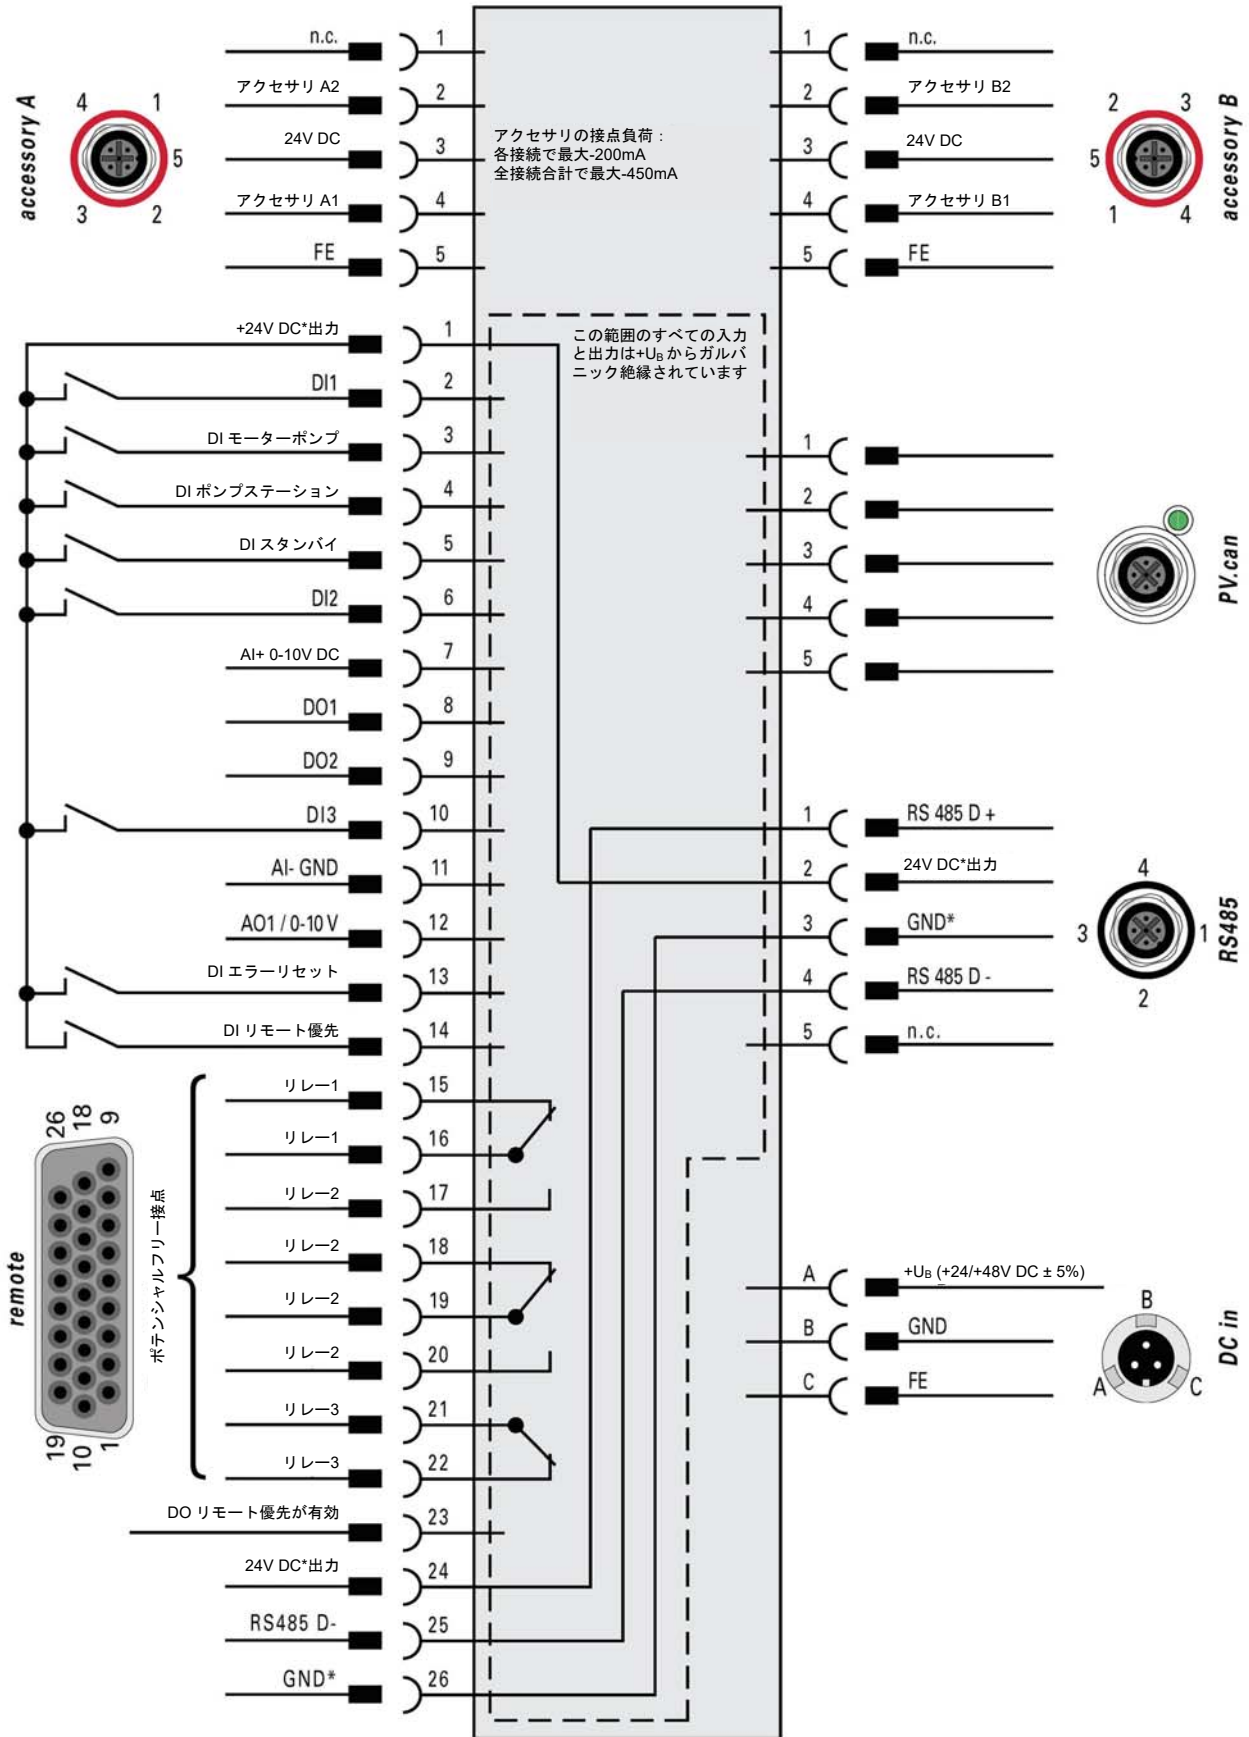 accessory A
4 1
5
3 2
n.c. 1
アクセサリ A2 2
24V DC 3
アクセサリ A1 4
FE 5
アクセサリの接点負荷：
各接続で最大-200mA
全接続合計で最大-450mA
1 n.c.
2 アクセサリ B2
3 24V DC
4 アクセサリ B1
5 FE
2 3
5
1 4
accessory B
+24V DC*出力 1
DI1 2
DI モーターポンプ 3
DI ポンプステーション 4
DI スタンバイ 5
DI2 6
AI+ 0-10V DC 7
DO1 8
DO2 9
DI3 10
AI- GND 11
AO1 / 0-10 V 12
DI エラーリセット 13
DI リモート優先 14
リレー1 15
リレー1 16
リレー2 17
リレー2 18
リレー2 19
リレー2 20
リレー3 21
リレー3 22
DO リモート優先が有効 23
24V DC*出力 24
RS485 D- 25
GND* 26
remote
26 18 9
19 10 1
ポテンシャルフリー接点
この範囲のすべての入力
と出力は+UBからガルバ
ニック絶縁されています
1
2
3
4
5
PV.can
1 RS 485 D +
2 24V DC*出力
3 GND*
4 RS 485 D -
5 n.c.
4
3 1
2
RS485
A +UB (+24/+48V DC ± 5%)
B GND
C FE
B
A C
DC in